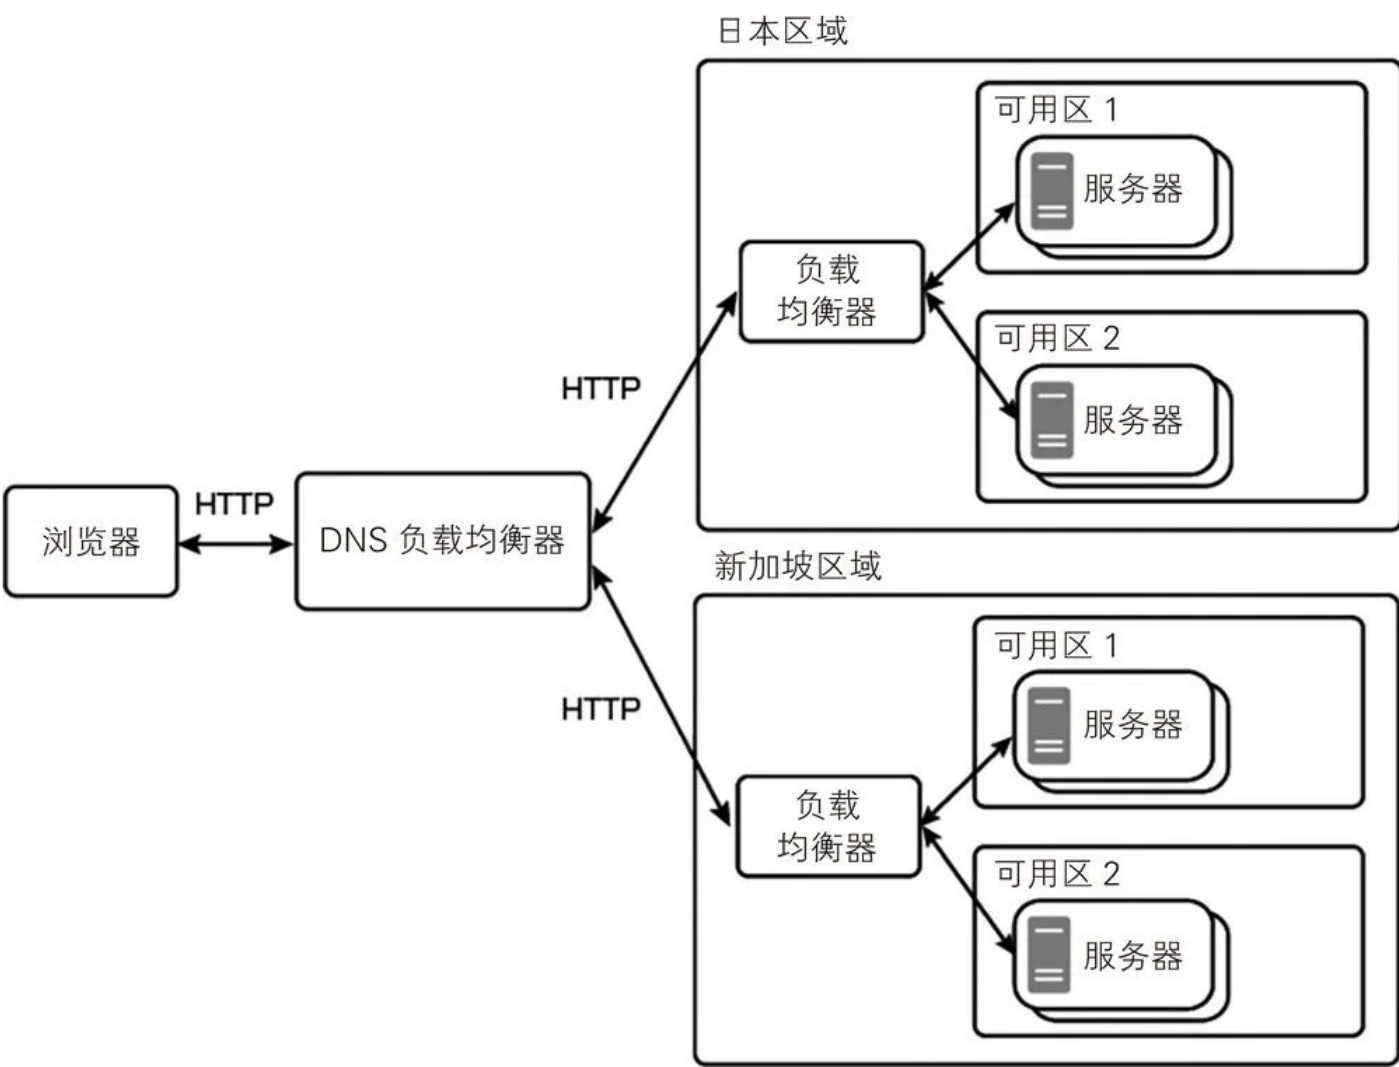 日本区域
可用区 1
服务器
负载
均衡器
可用区 2
服务器
HTTP
浏览器
HTTP
DNS 负载均衡器
新加坡区域
可用区 1
服务器
HTTP
负载
均衡器
可用区 2
服务器